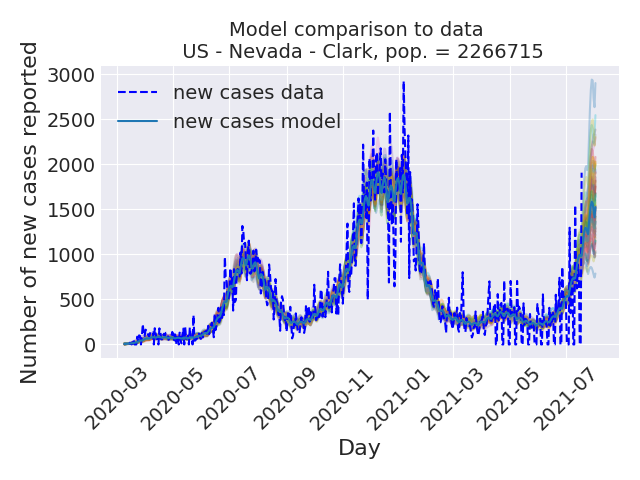 Model comparison to data
US - Nevada - Clark, pop. = 2266715
Number of new cases reported
3000
2500
2000
1500
1000
500
0
new cases data
new cases model
2020-03
2020-05
2020-07
2020-09
2020-11
2021-01
2021-03
2021-05
2021-07
Day